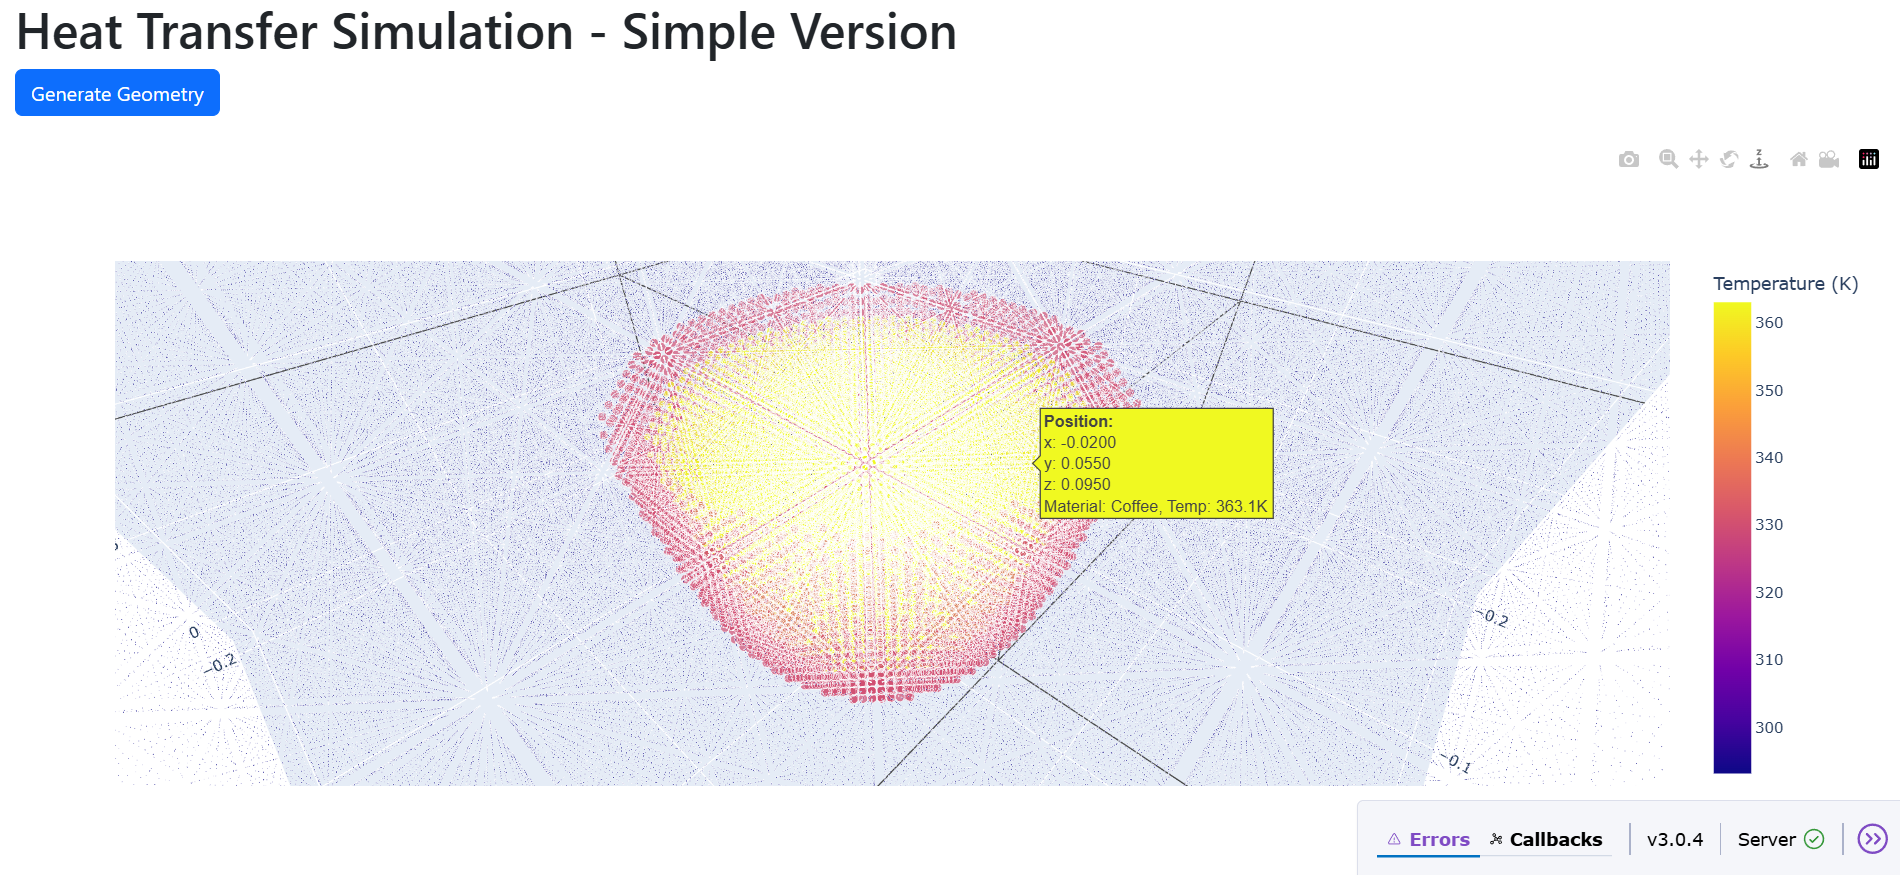 Heat Transfer Simulation - Simple Version
Generate Geometry
z
Temperature (K)
360
350
340
330
320
310
300
Position:
x: -0.0200
y: 0.0550
z: 0.0950
Material: Coffee, Temp: 363.1K
0
−0.2
−0.2
−0.1
Errors
Callbacks
v3.0.4
Server